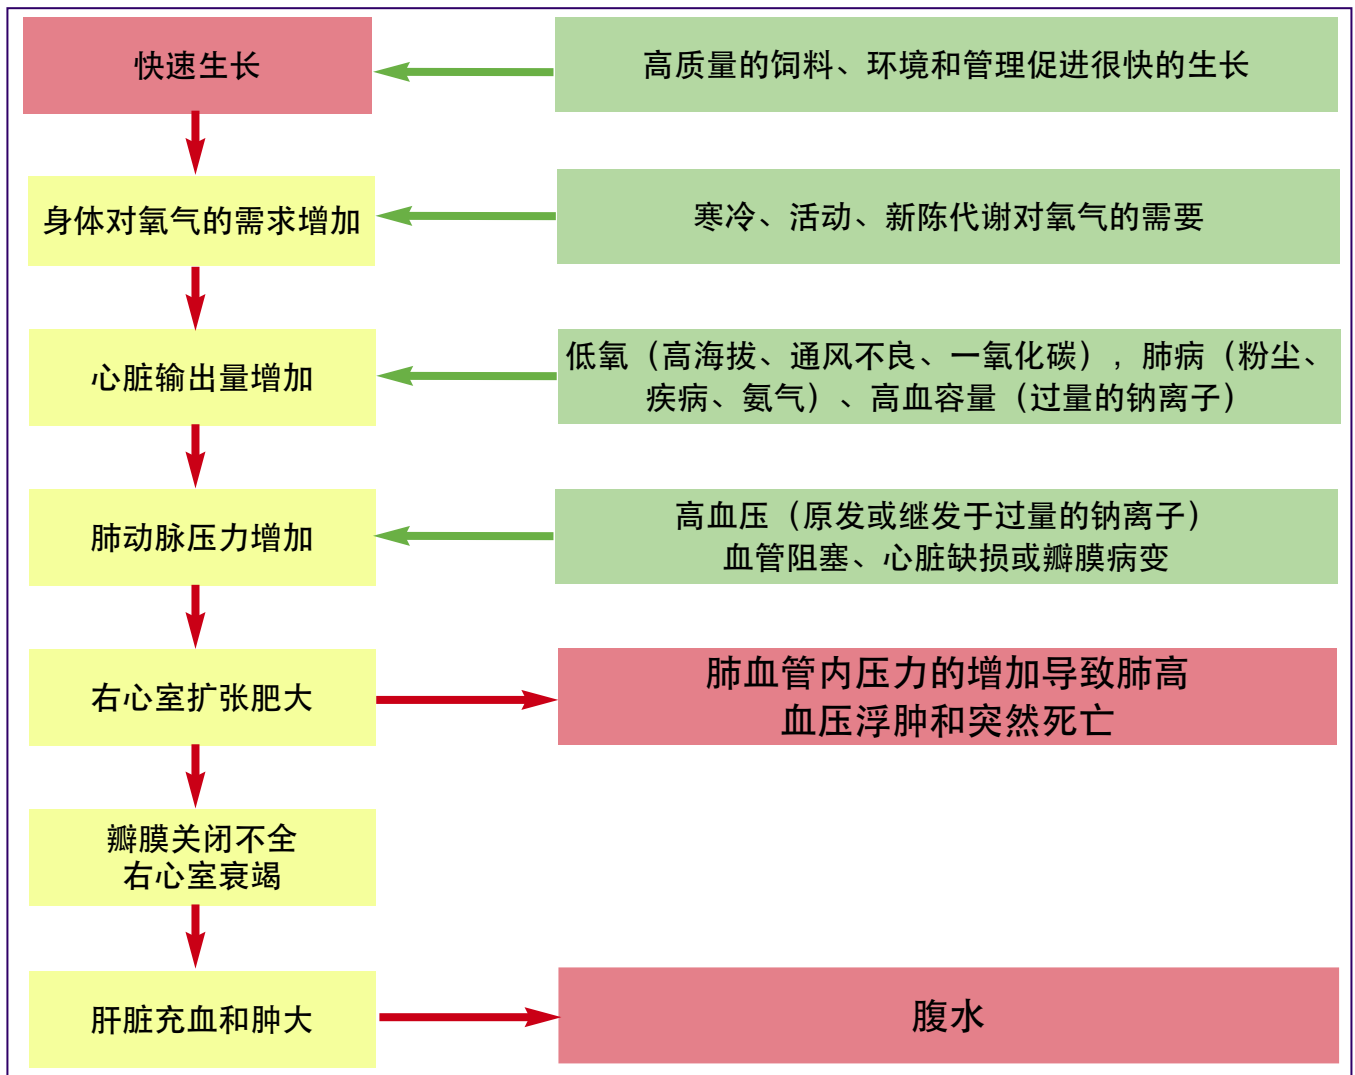 快速生长
高质量的饲料、环境和管理促进很快的生长
身体对氧气的需求增加
寒冷、活动、新陈代谢对氧气的需要
心脏输出量增加
低氧（高海拔、通风不良、一氧化碳）, 肺病（粉尘、
疾病、氨气）、高血容量（过量的钠离子）
肺动脉压力增加
高血压（原发或继发于过量的钠离子）
血管阻塞、心脏缺损或瓣膜病变
右心室扩张肥大
肺血管内压力的增加导致肺高
血压浮肿和突然死亡
瓣膜关闭不全
右心室衰竭
肝脏充血和肿大
腹水